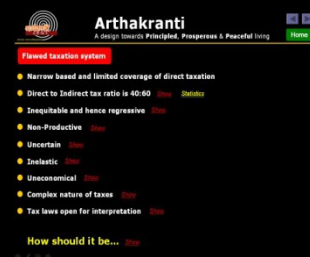 Arthakranti
A design towards Principled, Prosperous & Peaceful living
Home
Flawed taxation system
Narrow based and limited coverage of direct taxation
Direct to Indirect tax ratio is 40:60 Show Statistics
Inequitable and hence regressive Show
Non-Productive Show
Uncertain Show
Inelastic Show
Uneconomical Show
Complex nature of taxes Show
Tax laws open for interpretation Show
How should it be... Show